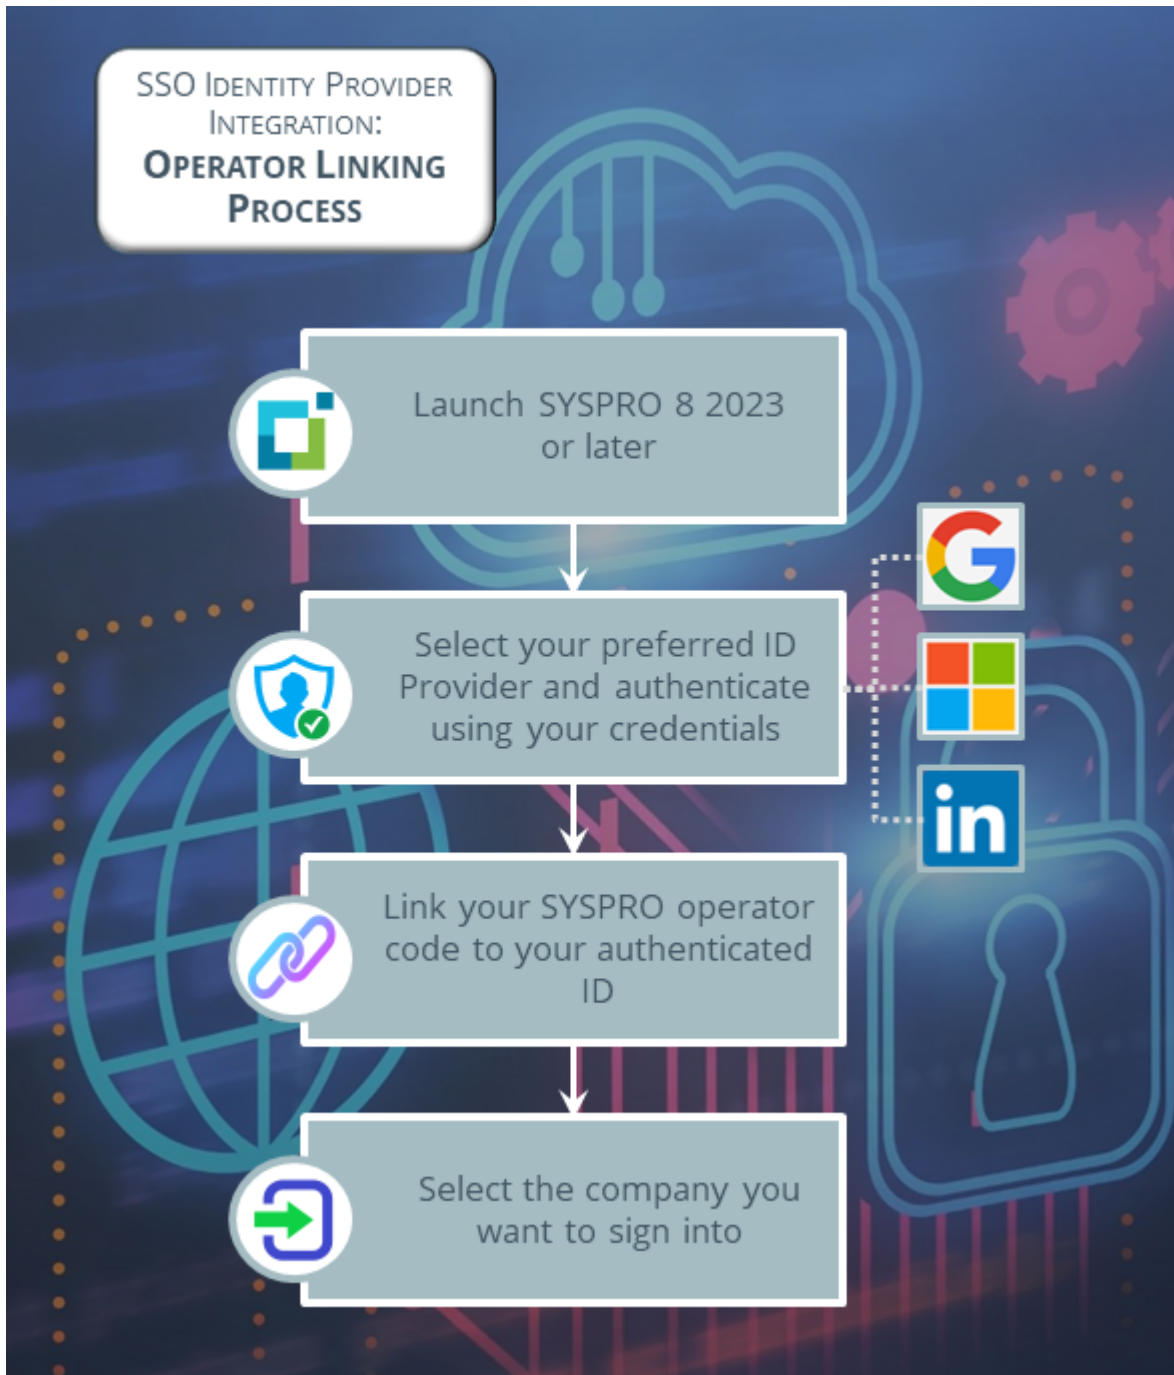 SSO IDENTITY PROVIDER
INTEGRATION:
OPERATOR LINKING
PROCESS
Launch SYSPRO 8 2023
or later
Select your preferred ID
Provider and authenticate
using your credentials
G
in
Link your SYSPRO operator
code to your authenticated
ID
Select the company you
want to sign into